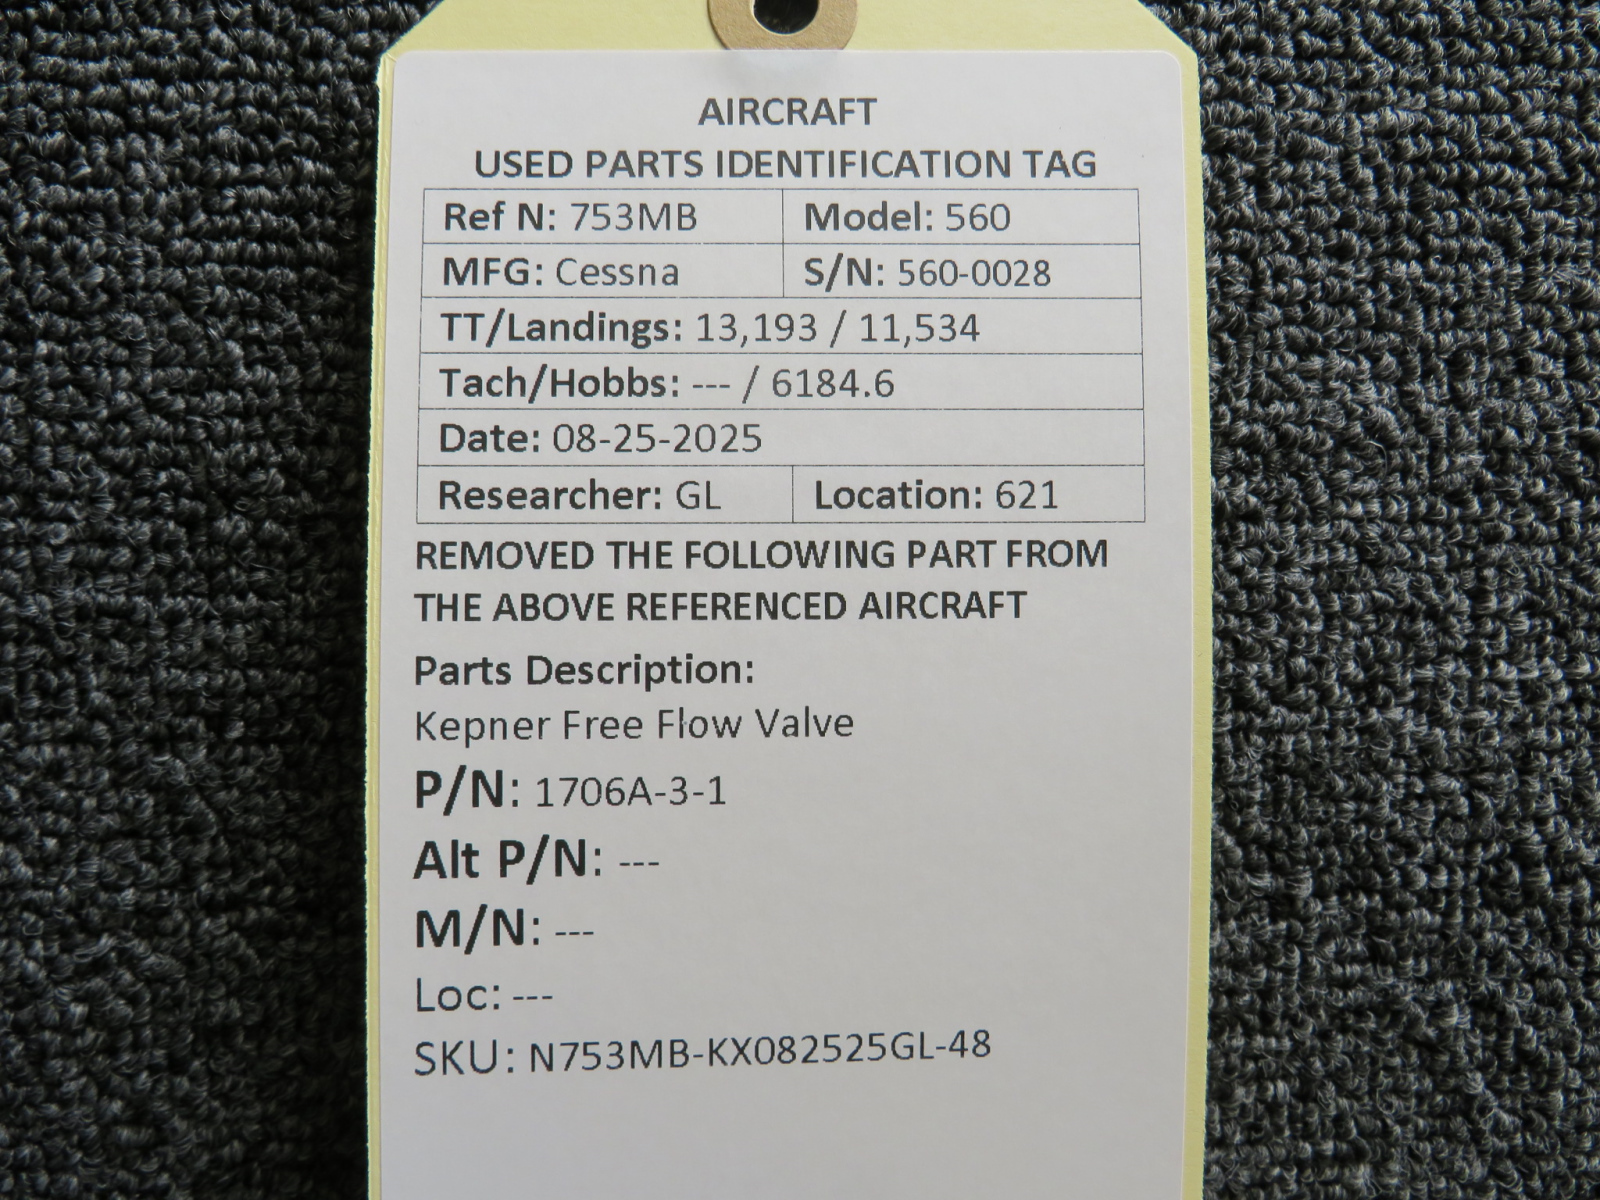 AIRCRAFT
USED PARTS IDENTIFICATION TAG
Ref N: 753MB Model: 560
MFG: Cessna S/N: 560-0028
TT/Landings: 13,193 / 11,534
Tach/Hobbs: --- / 6184.6
Date: 08-25-2025
Researcher: GL Location: 621
REMOVED THE FOLLOWING PART FROM
THE ABOVE REFERENCED AIRCRAFT
Parts Description:
Kepner Free Flow Valve
P/N: 1706A-3-1
Alt P/N: ---
M/N: ---
Loc: ---
SKU: N753MB-KX082525GL-48